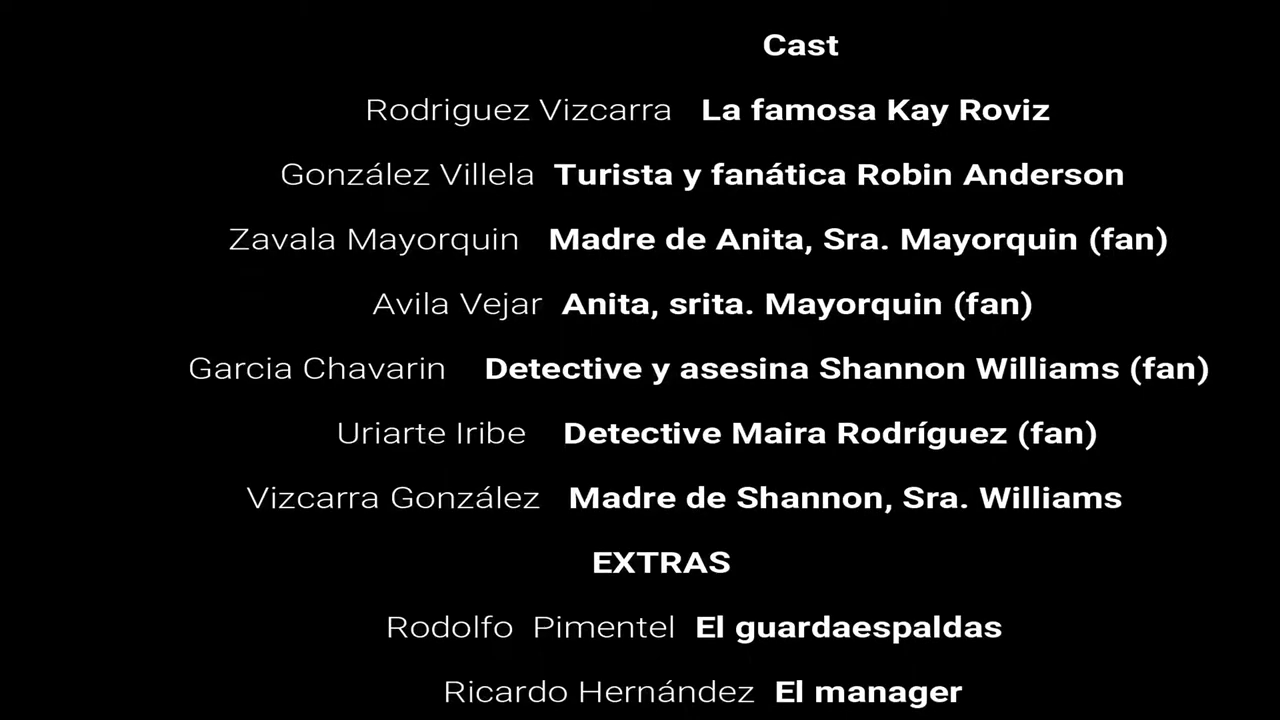 Cast
Rodriguez Vizcarra La famosa Kay Roviz
González Villela Turista y fanática Robin Anderson
Zavala Mayorquin Madre de Anita, Sra. Mayorquin (fan)
Avila Vejar Anita, srita. Mayorquin (fan)
Garcia Chavarin Detective y asesina Shannon Williams (fan)
Uriarte Iribe Detective Maira Rodríguez (fan)
Vizcarra González Madre de Shannon, Sra. Williams
EXTRAS
Rodolfo Pimentel El guardaespaldas
Ricardo Hernández El manager